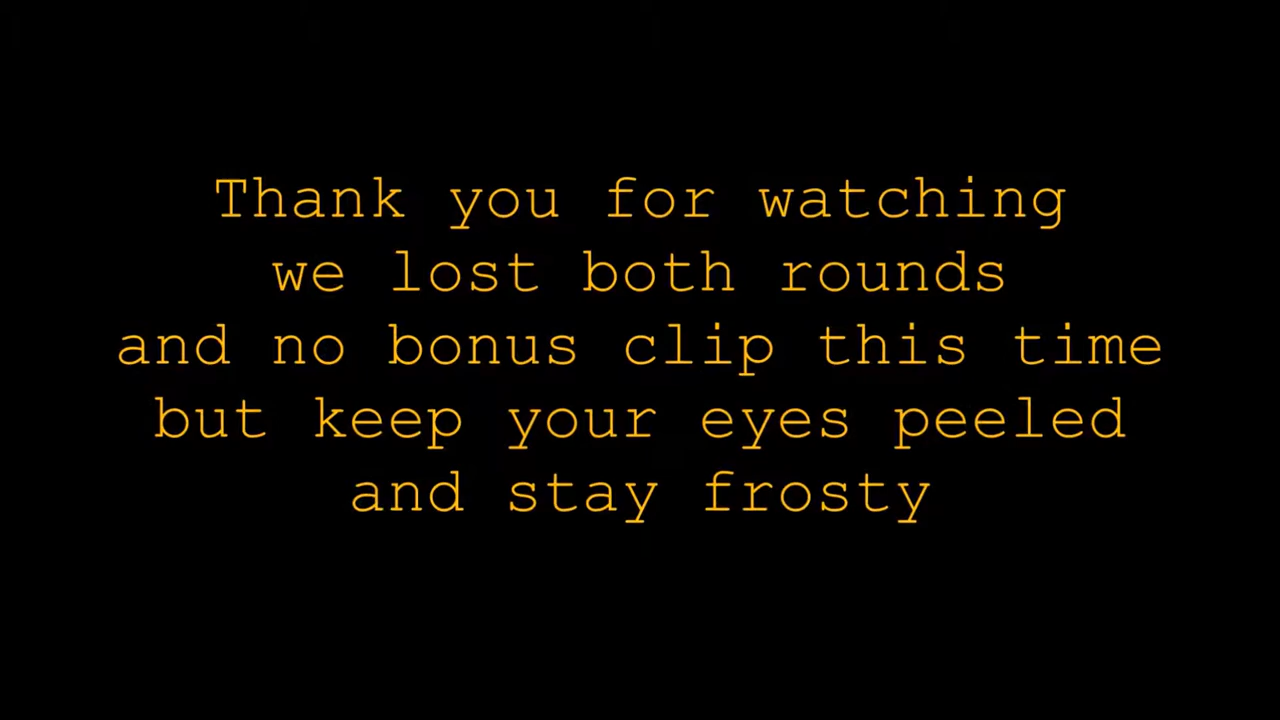 Thank you for watching
we lost both rounds
and no bonus clip this time
but keep your eyes peeled
and stay frosty